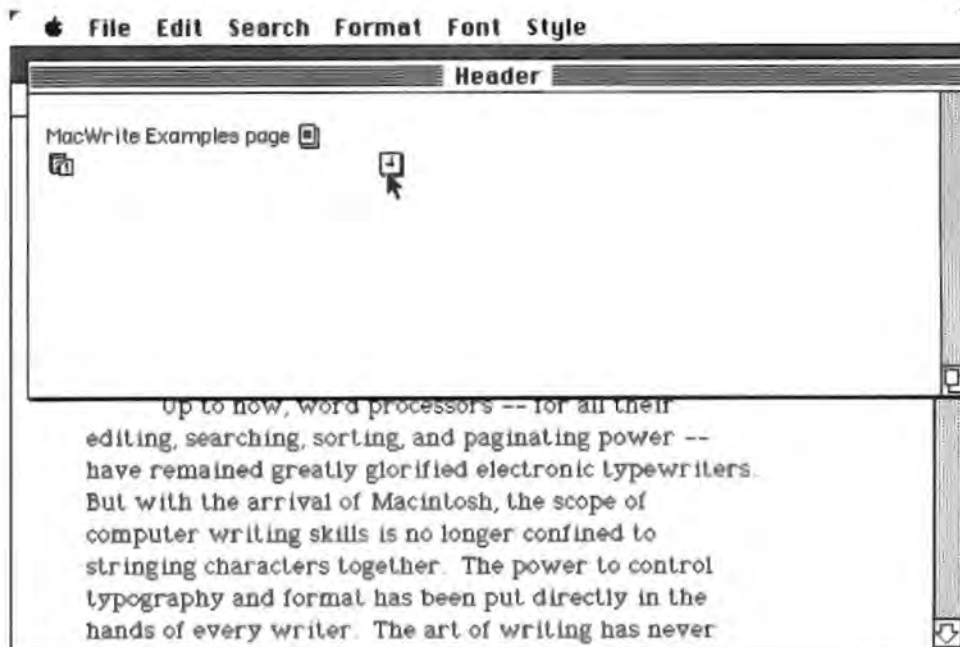 File Edit Search Format Font Style
Header
MacWrite Examples page
Up to now, word processors -- for all their
editing, searching, sorting, and paginating power --
have remained greatly glorified electronic typewriters.
But with the arrival of Macintosh, the scope of
computer writing skills is no longer confined to
stringing characters together. The power to control
typography and format has been put directly in the
hands of every writer. The art of writing has never